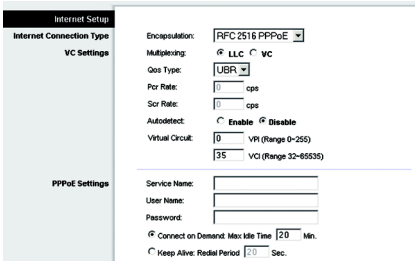 Internet Setup
Internet Connection Type
Encapsulation: RFC 2516 PPPoE
VC Settings
Multiplexing: LLC VC
Qos Type: UBR
Pcr Rate: 0 cps
Scr Rate: 0 cps
Autodetect: Enable Disable
Virtual Circuit: 0 VPI (Range 0~255)
35 VCI (Range 32~65535)
PPPoE Settings
Service Name:
User Name:
Password:
Connect on Demand: Max Idle Time 20 Min.
Keep Alive: Redial Period 20 Sec.